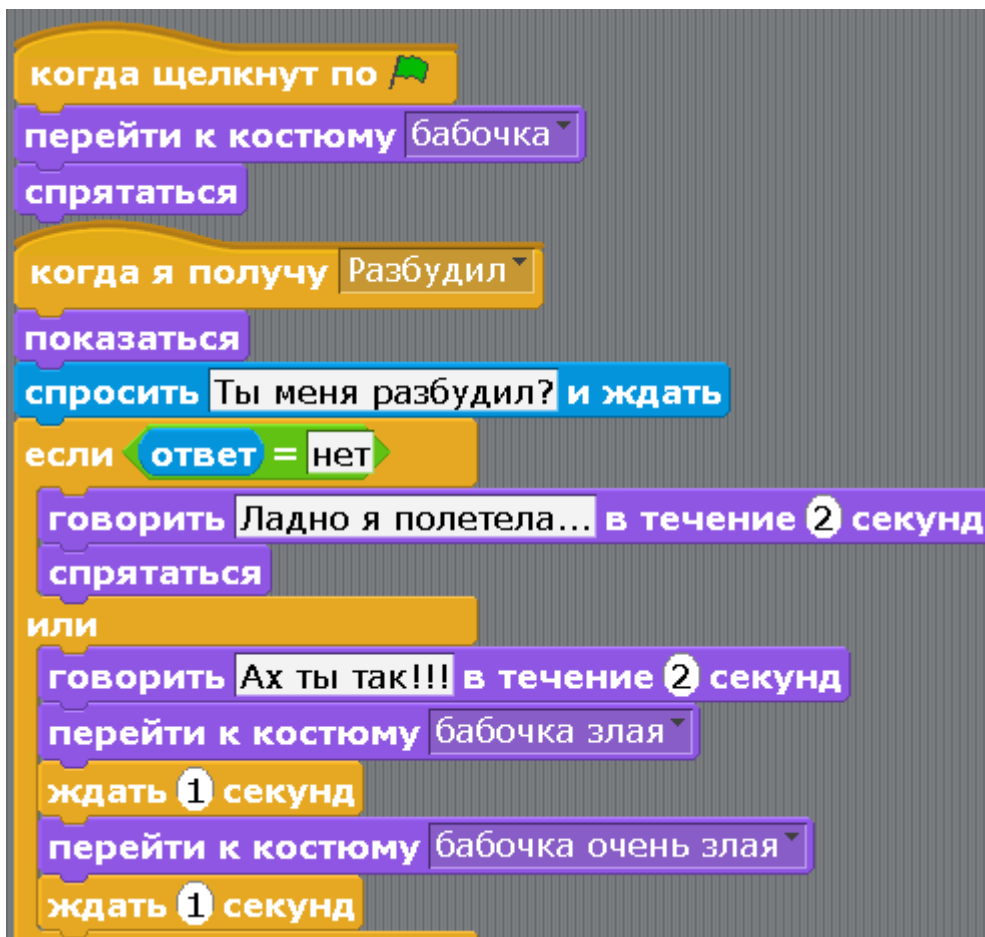 когда щелкнут по
перейти к костюму бабочка
спрятаться
когда я получу Разбудил
показаться
спросить Ты меня разбудил? и ждать
если ответ = нет
говорить Ладно я полетела... в течение 2 секунд
спрятаться
или
говорить Ах ты так!!! в течение 2 секунд
перейти к костюму бабочка злая
ждать 1 секунд
перейти к костюму бабочка очень злая
ждать 1 секунд